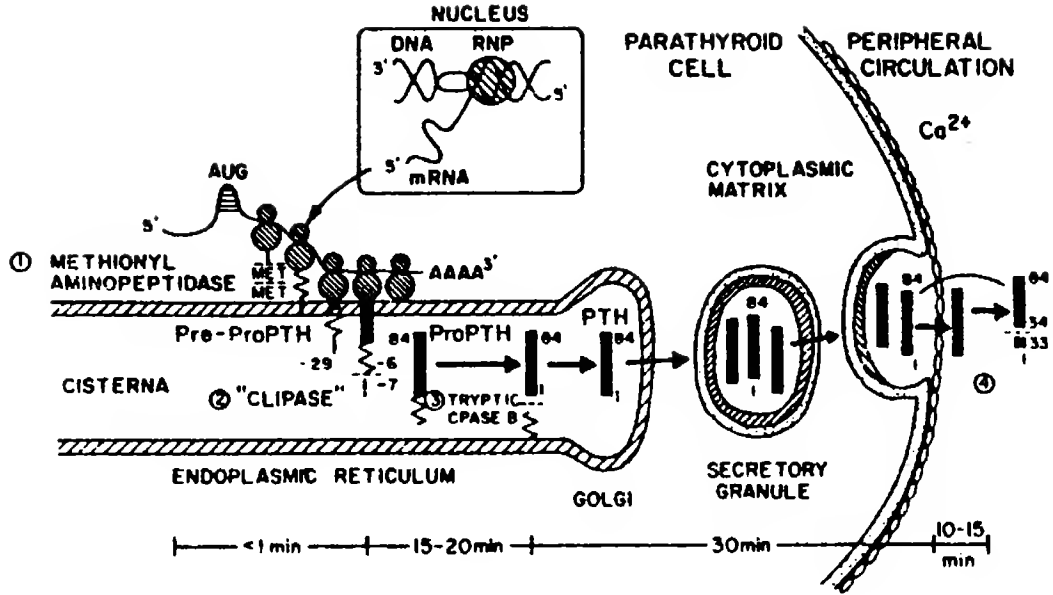 NUCLEUS
DNA RNP
3'
5'
5'
mRNA
PARATHYROID
CELL
PERIPHERAL
CIRCULATION
Ca2+
CYTOPLASMIC
MATRIX
AUG
5'
① METHIONYL
AMINOPEPTIDASE
MET
MET
AAAA3'
Pre-ProPTH
-29
84
ProPTH
-6
-7
84
1
PTH
84
1
CISTERNA
② "CLIPASE"
③ TRYPTIC
CPASE B
ENDOPLASMIC RETICULUM
GOLGI
84
SECRETORY
GRANULE
84
1
84
34
33
1
④
<1 min
15-20min
30min
10-15
min